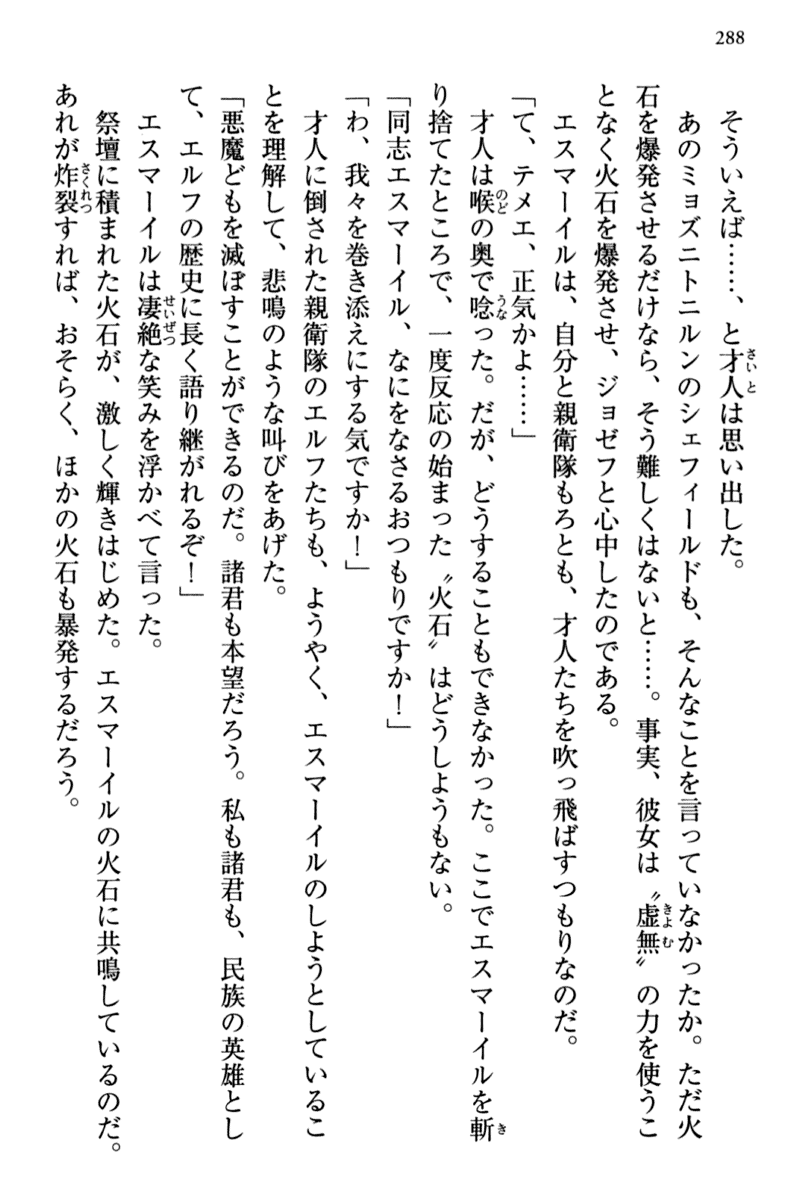 288
そういえば……、と才人は思い出した。
あのミョズニトニルンのシェフィールドも、そんなことを言っていなかったか。ただ火
石を爆発させるだけなら、そう難しくはないと……。事実、彼女は〝虚無〟の力を使うこ
となく火石を爆発させ、ジョゼフと心中したのである。
エスマーイルは、自分と親衛隊もろとも、才人たちを吹っ飛ばすつもりなのだ。
「て、テメエ、正気かよ……」
才人は喉の奥で唸った。だが、どうすることもできなかった。ここでエスマーイルを斬
り捨てたところで、一度反応の始まった〝火石〟はどうしようもない。
「同志エスマーイル、なにをなさるおつもりですか！」
「わ、我々を巻き添えにする気ですか！」
才人に倒された親衛隊のエルフたちも、ようやく、エスマーイルのしようとしているこ
とを理解して、悲鳴のような叫びをあげた。
「悪魔どもを滅ぼすことができるのだ。諸君も本望だろう。私も諸君も、民族の英雄とし
て、エルフの歴史に長く語り継がれるぞ！」
エスマーイルは凄絶な笑みを浮かべて言った。
祭壇に積まれた火石が、激しく輝きはじめた。エスマーイルの火石に共鳴しているのだ。
あれが炸裂すれば、おそらく、ほかの火石も暴発するだろう。